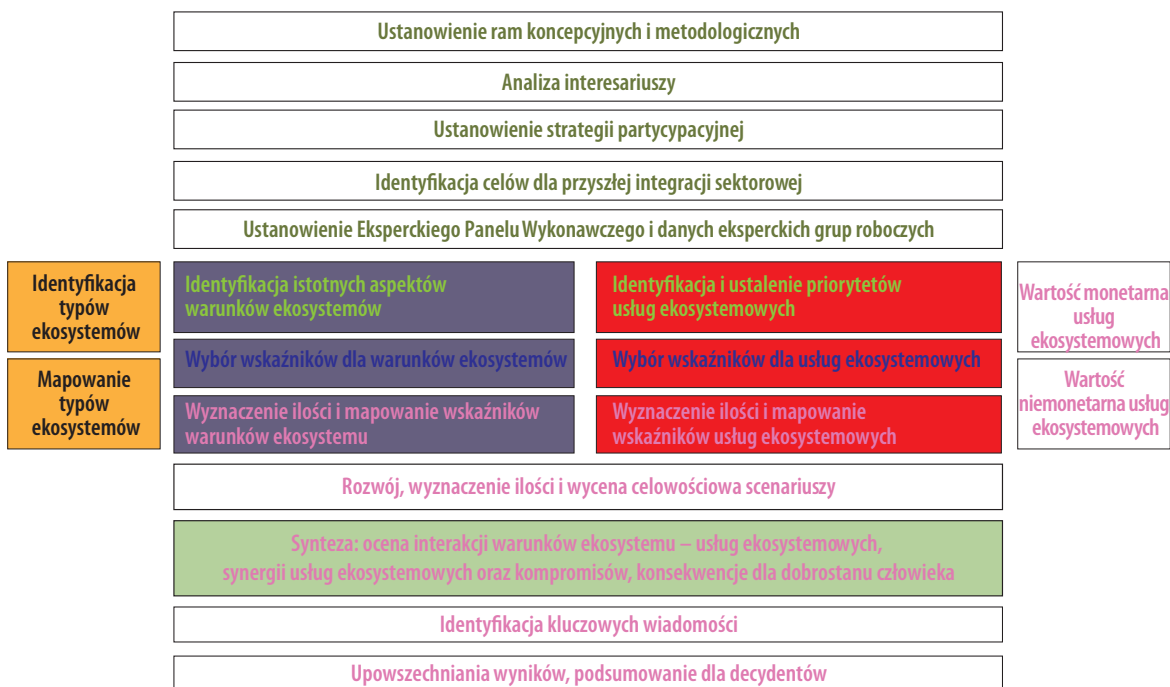 Ustanowienie ram koncepcyjnych i metodologicznych
Analiza interesariuszy
Ustanowienie strategii partycypacyjnej
Identyfikacja celów dla przyszłej integracji sektorowej
Ustanowienie Eksperckiego Panelu Wykonawczego i danych eksperckich grup roboczych
Identyfikacja
typów
ekosystemów
Mapowanie
typów
ekosystemów
Identyfikacja istotnych aspektów
warunków ekosystemów
Wybór wskaźników dla warunków ekosystemów
Wyznaczenie ilości i mapowanie wskaźników
warunków ekosystemu
Identyfikacja i ustalenie priorytetów
usług ekosystemowych
Wybór wskaźników dla usług ekosystemowych
Wyznaczenie ilości i mapowanie
wskaźników usług ekosystemowych
Wartość monetarna
usług
ekosystemowych
Wartość
niemonetarna usług
ekosystemowych
Rozwój, wyznaczenie ilości i wycena celowościowa scenariuszy
Synteza: ocena interakcji warunków ekosystemu – usług ekosystemowych,
synergii usług ekosystemowych oraz kompromisów, konsekwencje dla dobrostanu człowieka
Identyfikacja kluczowych wiadomości
Upowszechniania wyników, podsumowanie dla decydentów